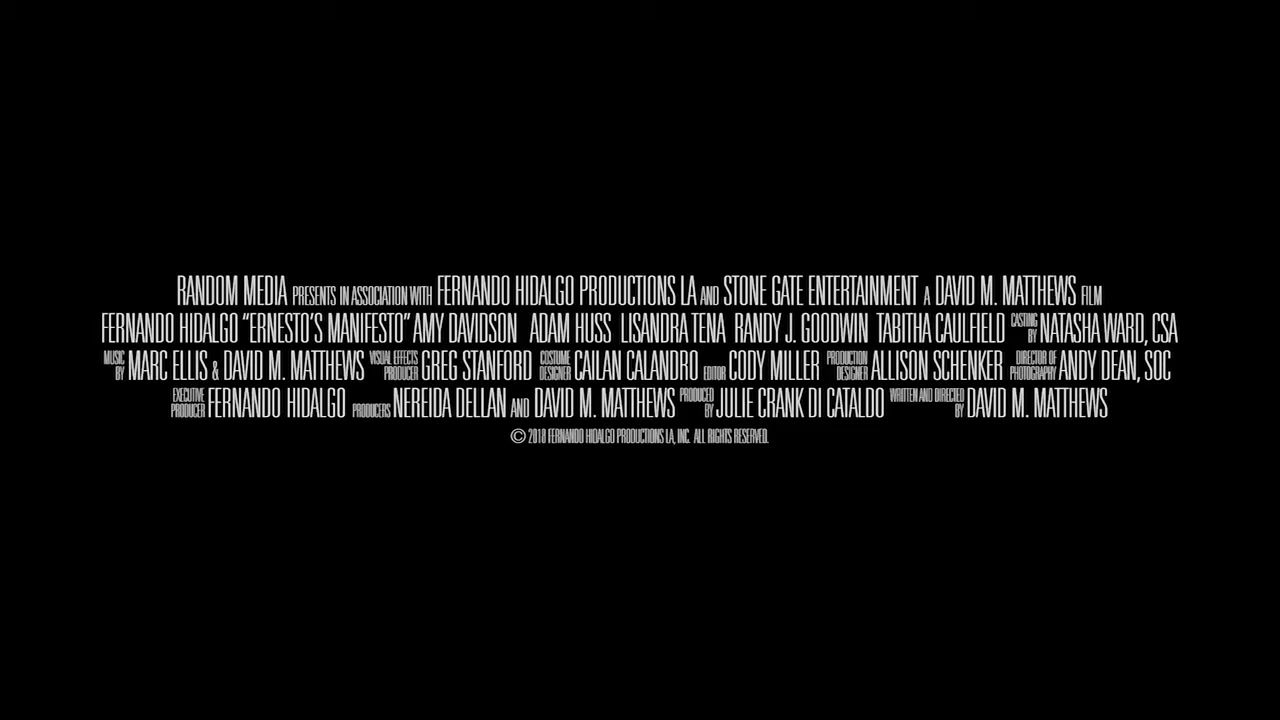 RANDOM MEDIA PRESENTS IN ASSOCIATION WITH FERNANDO HIDALGO PRODUCTIONS LA AND STONE GATE ENTERTAINMENT A DAVID M. MATTHEWS FILM
FERNANDO HIDALGO "ERNESTO'S MANIFESTO" AMY DAVIDSON ADAM HUSS LISANDRA TENA RANDY J. GOODWIN TABITHA CAULFIELD CASTING BY NATASHA WARD, CSA
MUSIC BY MARC ELLIS & DAVID M. MATTHEWS VISUAL EFFECTS PRODUCER GREG STANFORD COSTUME DESIGNER CAILAN CALANDRO EDITOR CODY MILLER PRODUCTION DESIGNER ALLISON SCHENKER DIRECTOR OF PHOTOGRAPHY ANDY DEAN, SOC
EXECUTIVE PRODUCER FERNANDO HIDALGO PRODUCERS NEREIDA DELLAN AND DAVID M. MATTHEWS PRODUCED BY JULIE CRANK DI CATALDO WRITTEN AND DIRECTED BY DAVID M. MATTHEWS
© FERNANDO HIDALGO PRODUCTIONS LA, INC. ALL RIGHTS RESERVED.